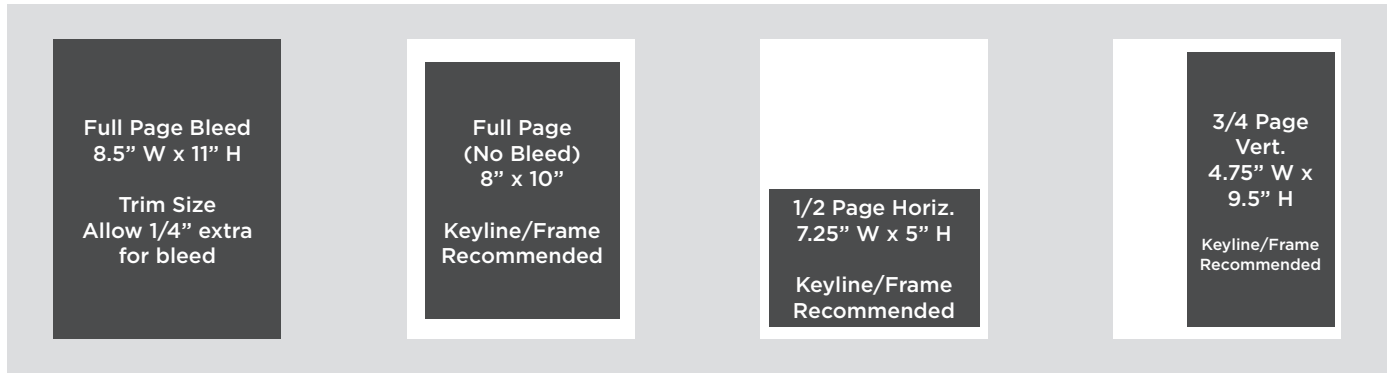 Full Page Bleed
8.5” W x 11” H
Trim Size
Allow 1/4” extra
for bleed
Full Page
(No Bleed)
8” x 10”
Keyline/Frame
Recommended
1/2 Page Horiz.
7.25” W x 5” H
Keyline/Frame
Recommended
3/4 Page
Vert.
4.75” W x
9.5” H
Keyline/Frame
Recommended